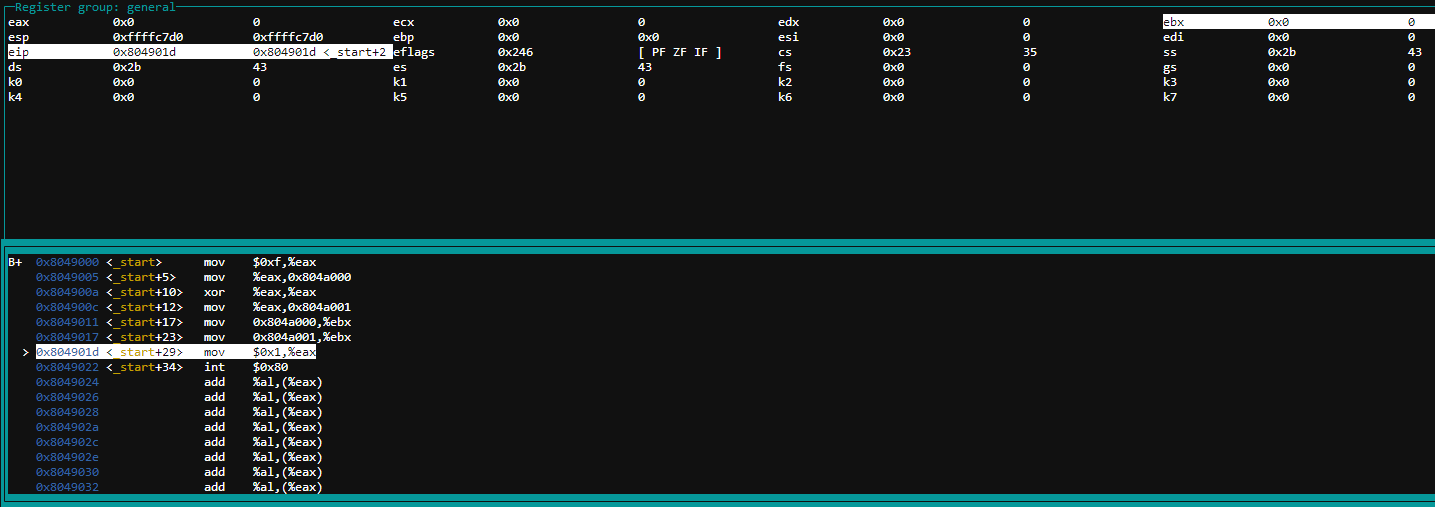 Register group: general
eax 0x0 0 ecx 0x0 0 edx 0x0 0 ebx 0x0 0
esp 0xffffc7d0 0xffffc7d0 ebp 0x0 0x0 esi 0x0 0 edi 0x0 0
eip 0x804901d 0x804901d <_start+2 eflags 0x246 [ PF ZF IF ] cs 0x23 35 ss 0x2b 43
ds 0x2b 43 es 0x2b 43 fs 0x0 0 gs 0x0 0
k0 0x0 0 k1 0x0 0 k2 0x0 0 k3 0x0 0
k4 0x0 0 k5 0x0 0 k6 0x0 0 k7 0x0 0
B+ 0x8049000 <_start> mov $0xf,%eax
0x8049005 <_start+5> mov %eax,0x804a000
0x804900a <_start+10> xor %eax,%eax
0x804900c <_start+12> mov %eax,0x804a001
0x8049011 <_start+17> mov 0x804a000,%ebx
0x8049017 <_start+23> mov 0x804a001,%ebx
> 0x804901d <_start+29> mov $0x1,%eax
0x8049022 <_start+34> int $0x80
0x8049024 add %al,(%eax)
0x8049026 add %al,(%eax)
0x8049028 add %al,(%eax)
0x804902a add %al,(%eax)
0x804902c add %al,(%eax)
0x804902e add %al,(%eax)
0x8049030 add %al,(%eax)
0x8049032 add %al,(%eax)